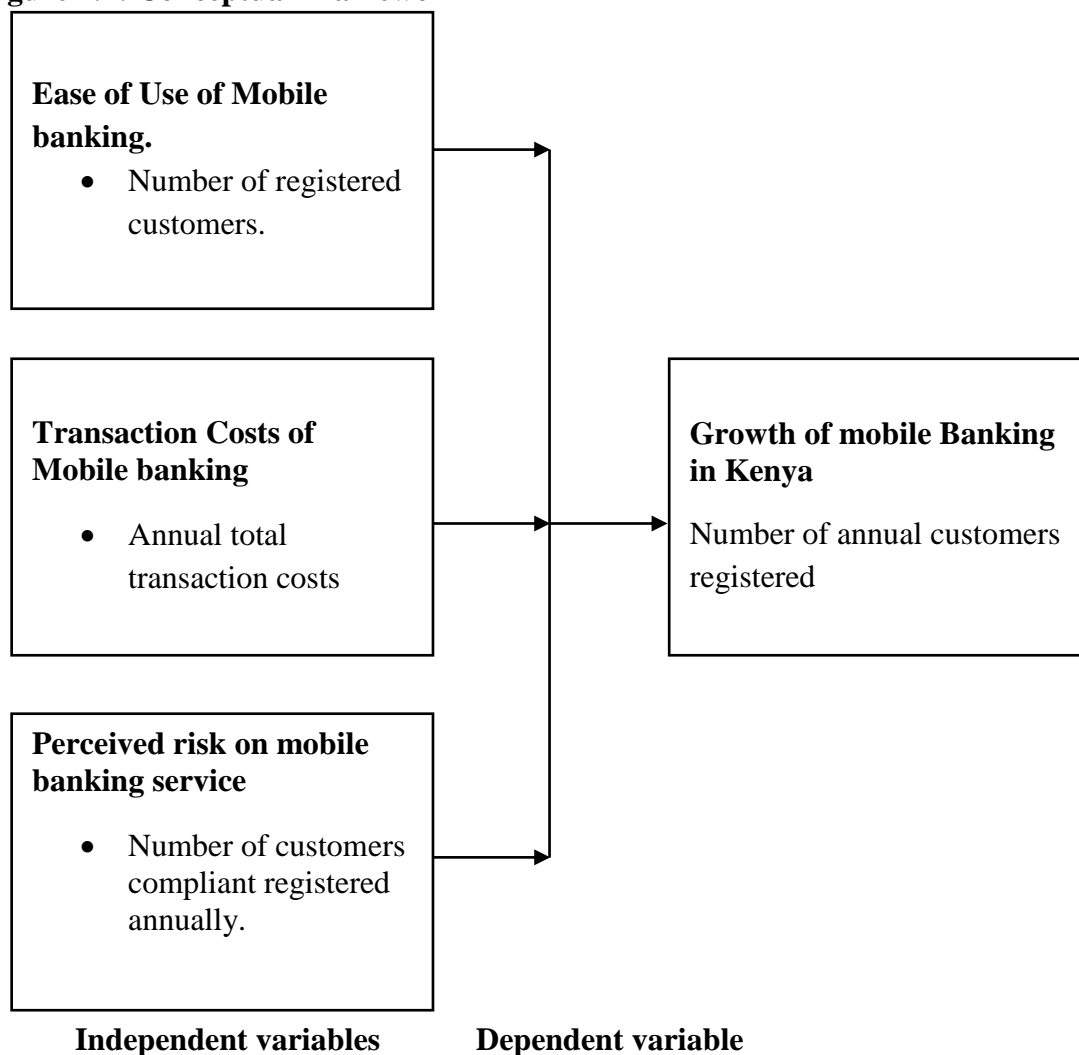 Ease of Use of Mobile
banking.
• Number of registered
customers.
Transaction Costs of
Mobile banking
• Annual total
transaction costs
Perceived risk on mobile
banking service
• Number of customers
compliant registered
annually.
Growth of mobile Banking
in Kenya
Number of annual customers
registered
Independent variables Dependent variable